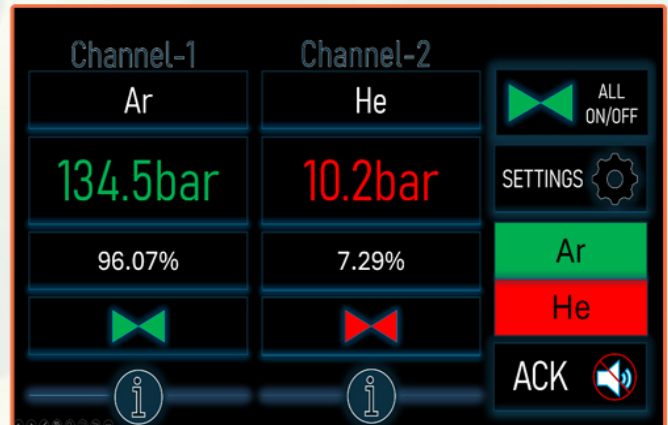 Channel-1
Ar
134.5bar
96.07%
Channel-2
He
10.2bar
7.29%
ALL
ON/OFF
SETTINGS
Ar
He
ACK